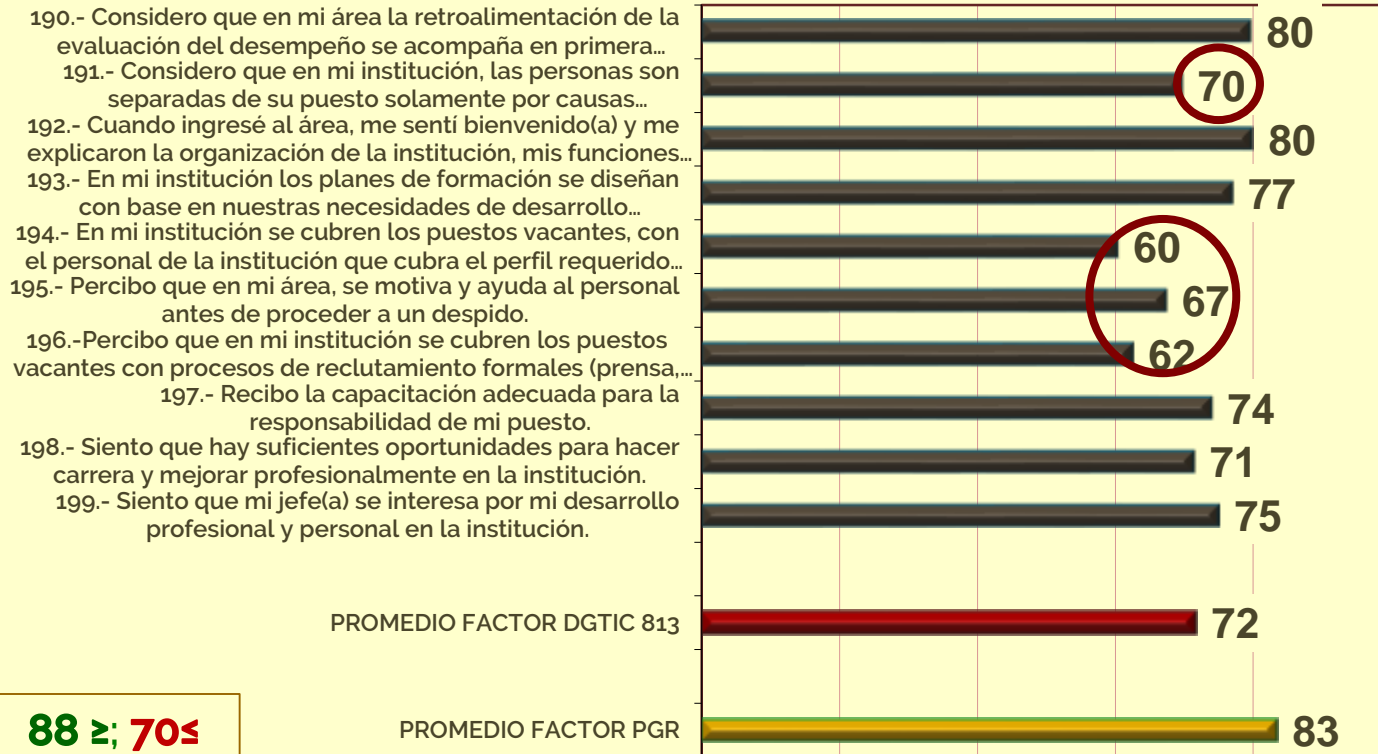 190.- Considero que en mi área la retroalimentación de la
evaluación del desempeño se acompaña en primera...
80
191.- Considero que en mi institución, las personas son
separadas de su puesto solamente por causas...
70
192.- Cuando ingresé al área, me sentí bienvenido(a) y me
explicaron la organización de la institución, mis funciones...
80
193.- En mi institución los planes de formación se diseñan
con base en nuestras necesidades de desarrollo...
77
194.- En mi institución se cubren los puestos vacantes, con
el personal de la institución que cubra el perfil requerido...
60
195.- Percibo que en mi área, se motiva y ayuda al personal
antes de proceder a un despido.
67
196.-Percibo que en mi institución se cubren los puestos
vacantes con procesos de reclutamiento formales (prensa,...
62
197.- Recibo la capacitación adecuada para la
responsabilidad de mi puesto.
74
198.- Siento que hay suficientes oportunidades para hacer
carrera y mejorar profesionalmente en la institución.
71
199.- Siento que mi jefe(a) se interesa por mi desarrollo
profesional y personal en la institución.
75
PROMEDIO FACTOR DGTIC 813
72
PROMEDIO FACTOR PGR
83
88 ≥; 70≤